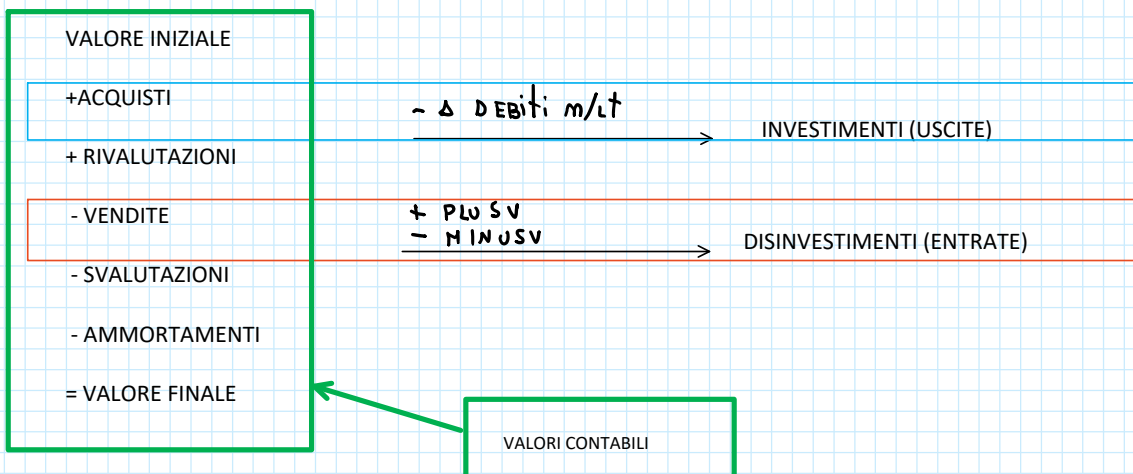 VALORE INIZIALE
+ACQUISTI
- Δ DEBiti m/Lt
INVESTIMENTI (USCITE)
+ RIVALUTAZIONI
- VENDITE
+ PLUSV
- MINUSV
DISINVESTIMENTI (ENTRATE)
- SVALUTAZIONI
- AMMORTAMENTI
= VALORE FINALE
VALORI CONTABILI